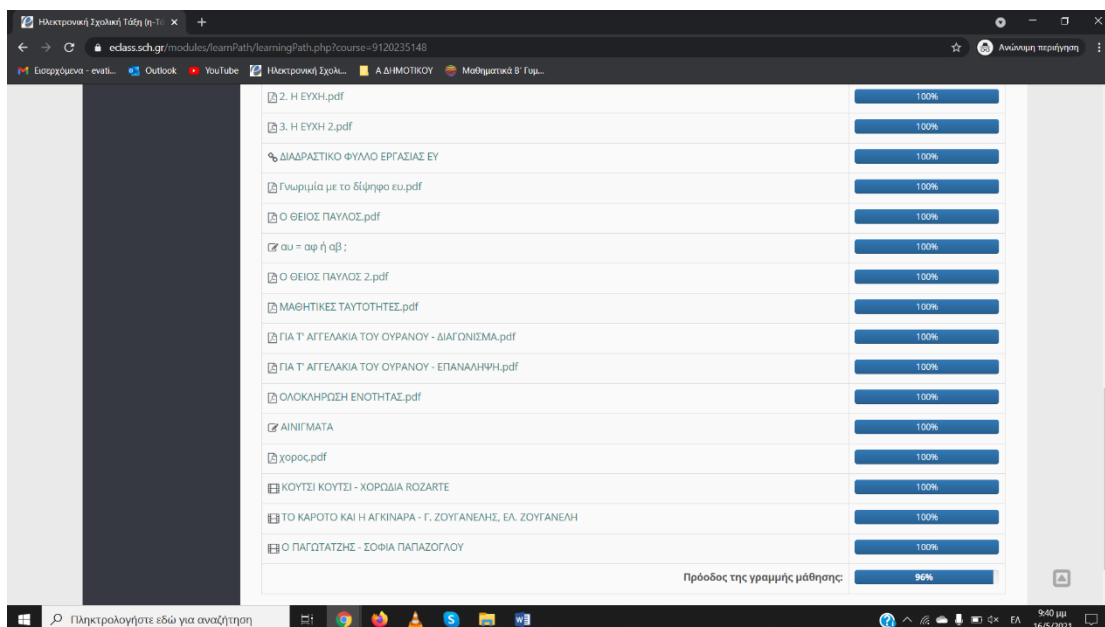 Ηλεκτρονική Σχολική Τάξη (η-Τά
eclass.sch.gr/modules/learnPath/learningPath.php?course=9120235148
Ανώνυμη περιήγηση
Εισερχόμενα - evati... Outlook YouTube Ηλεκτρονική Σχολι... Α ΔΗΜΟΤΙΚΟΥ Μαθηματικά Β' Γυμ...
2. Η ΕΥΧΗ.pdf 100%
3. Η ΕΥΧΗ 2.pdf 100%
ΔΙΑΔΡΑΣΤΙΚΟ ΦΥΛΛΟ ΕΡΓΑΣΙΑΣ ΕΥ 100%
Γνωριμία με το δίψηφο ευ.pdf 100%
Ο ΘΕΙΟΣ ΠΑΥΛΟΣ.pdf 100%
αυ = αφ ή αβ ; 100%
Ο ΘΕΙΟΣ ΠΑΥΛΟΣ 2.pdf 100%
ΜΑΘΗΤΙΚΕΣ ΤΑΥΤΟΤΗΤΕΣ.pdf 100%
ΓΙΑ Τ' ΑΓΓΕΛΑΚΙΑ ΤΟΥ ΟΥΡΑΝΟΥ - ΔΙΑΓΩΝΙΣΜΑ.pdf 100%
ΓΙΑ Τ' ΑΓΓΕΛΑΚΙΑ ΤΟΥ ΟΥΡΑΝΟΥ - ΕΠΑΝΑΛΗΨΗ.pdf 100%
ΟΛΟΚΛΗΡΩΣΗ ΕΝΟΤΗΤΑΣ.pdf 100%
ΑΙΝΙΓΜΑΤΑ 100%
χορος.pdf 100%
ΚΟΥΤΣΙ ΚΟΥΤΣΙ - ΧΟΡΩΔΙΑ ROZARTE 100%
ΤΟ ΚΑΡΟΤΟ ΚΑΙ Η ΑΓΚΙΝΑΡΑ - Γ. ΖΟΥΓΑΝΕΛΗΣ, ΕΛ. ΖΟΥΓΑΝΕΛΗ 100%
Ο ΠΑΓΩΤΑΤΖΗΣ - ΣΟΦΙΑ ΠΑΠΑΖΟΓΛΟΥ 100%
Πρόοδος της γραμμής μάθησης: 96%
Πληκτρολογήστε εδώ για αναζήτηση
ΕΛ
9:40 μμ
16/5/2021